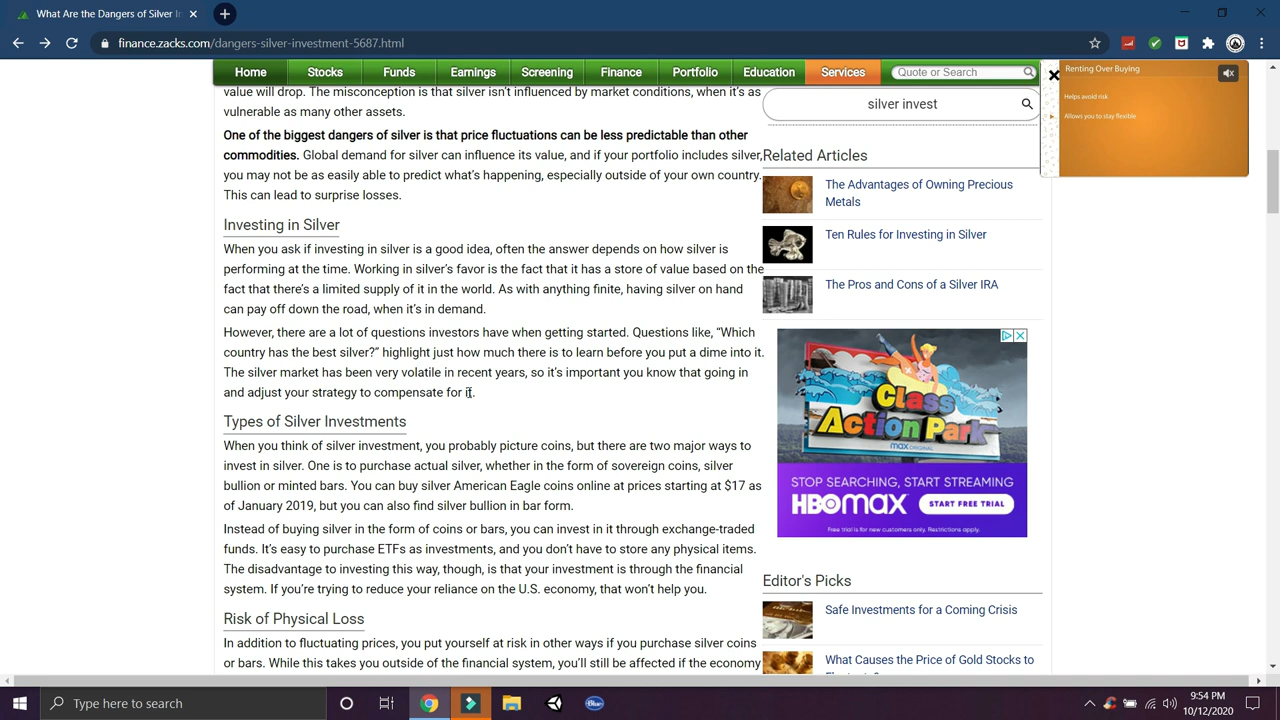 What Are the Dangers of Silver In
finance.zacks.com/dangers-silver-investment-5687.html
Home Stocks Funds Earnings Screening Finance Portfolio Education Services Quote or Search
value will drop. The misconception is that silver isn't influenced by market conditions, when it's as
vulnerable as many other assets.
One of the biggest dangers of silver is that price fluctuations can be less predictable than other
commodities. Global demand for silver can influence its value, and if your portfolio includes silver,
you may not be as easily able to predict what's happening, especially outside of your own country.
This can lead to surprise losses.
Investing in Silver
When you ask if investing in silver is a good idea, often the answer depends on how silver is
performing at the time. Working in silver's favor is the fact that it has a store of value based on the
fact that there's a limited supply of it in the world. As with anything finite, having silver on hand
can pay off down the road, when it's in demand.
However, there are a lot of questions investors have when getting started. Questions like, “Which
country has the best silver?” highlight just how much there is to learn before you put a dime into it.
The silver market has been very volatile in recent years, so it's important you know that going in
and adjust your strategy to compensate for it.
Types of Silver Investments
When you think of silver investment, you probably picture coins, but there are two major ways to
invest in silver. One is to purchase actual silver, whether in the form of sovereign coins, silver
bullion or minted bars. You can buy silver American Eagle coins online at prices starting at $17 as
of January 2019, but you can also find silver bullion in bar form.
Instead of buying silver in the form of coins or bars, you can invest in it through exchange-traded
funds. It's easy to purchase ETFs as investments, and you don't have to store any physical items.
The disadvantage to investing this way, though, is that your investment is through the financial
system. If you're trying to reduce your reliance on the U.S. economy, that won't help you.
Risk of Physical Loss
In addition to fluctuating prices, you put yourself at risk in other ways if you purchase silver coins
or bars. While this takes you outside of the financial system, you'll still be affected if the economy
silver invest
Related Articles
The Advantages of Owning Precious
Metals
Ten Rules for Investing in Silver
The Pros and Cons of a Silver IRA
Class
Action Park
max ORIGINAL
STOP SEARCHING, START STREAMING
HBOMAX START FREE TRIAL
Free trial is for new customers only. Restrictions apply.
Editor's Picks
Safe Investments for a Coming Crisis
What Causes the Price of Gold Stocks to
Renting Over Buying
Helps avoid risk
Allows you to stay flexible
Type here to search
9:54 PM
10/12/2020